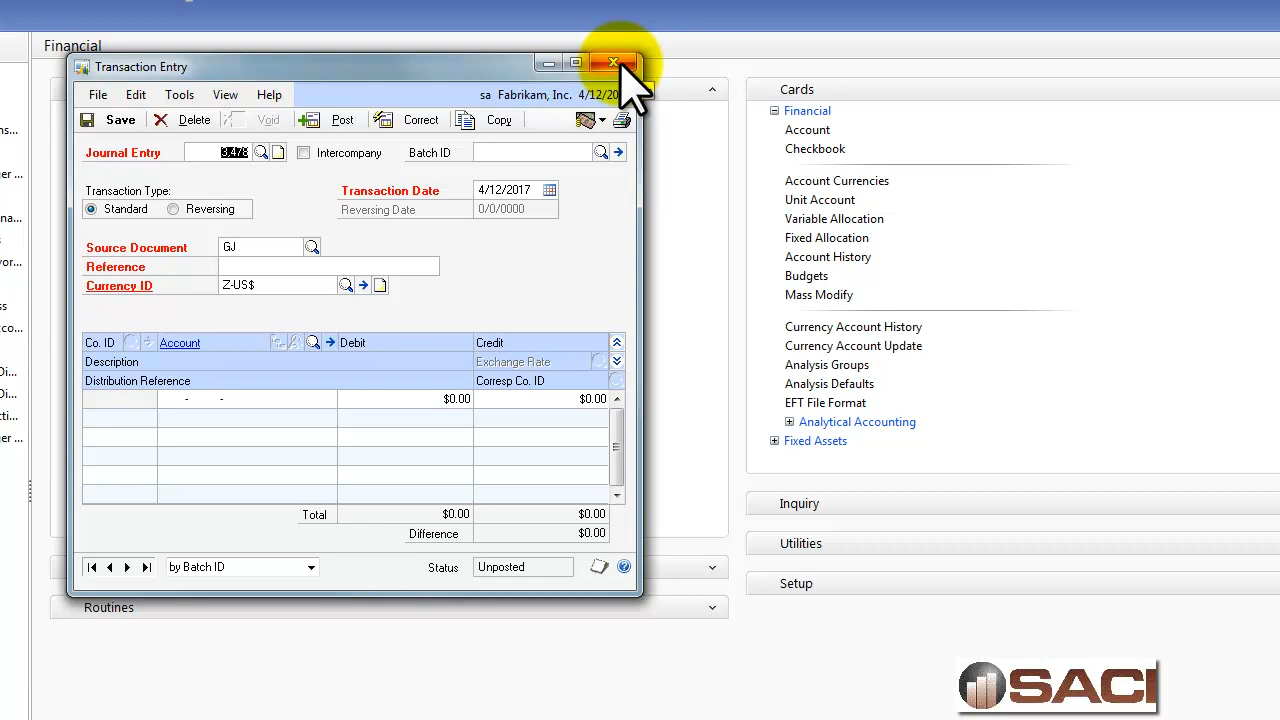 Financial
Transaction Entry
File Edit Tools View Help
sa Fabrikam, Inc. 4/12/20
Save Delete Void Post Correct Copy
Journal Entry 3,478 Intercompany Batch ID
Transaction Type:
Standard Reversing
Transaction Date 4/12/2017
Reversing Date 0/0/0000
Source Document GJ
Reference
Currency ID Z-US$
Co. ID Account Debit Credit
Description Exchange Rate
Distribution Reference Corresp Co. ID
- - $0.00 $0.00
Total $0.00 $0.00
Difference $0.00
by Batch ID Status Unposted
Routines
Cards
Financial
Account
Checkbook
Account Currencies
Unit Account
Variable Allocation
Fixed Allocation
Account History
Budgets
Mass Modify
Currency Account History
Currency Account Update
Analysis Groups
Analysis Defaults
EFT File Format
Analytical Accounting
Fixed Assets
Inquiry
Utilities
Setup
SACI